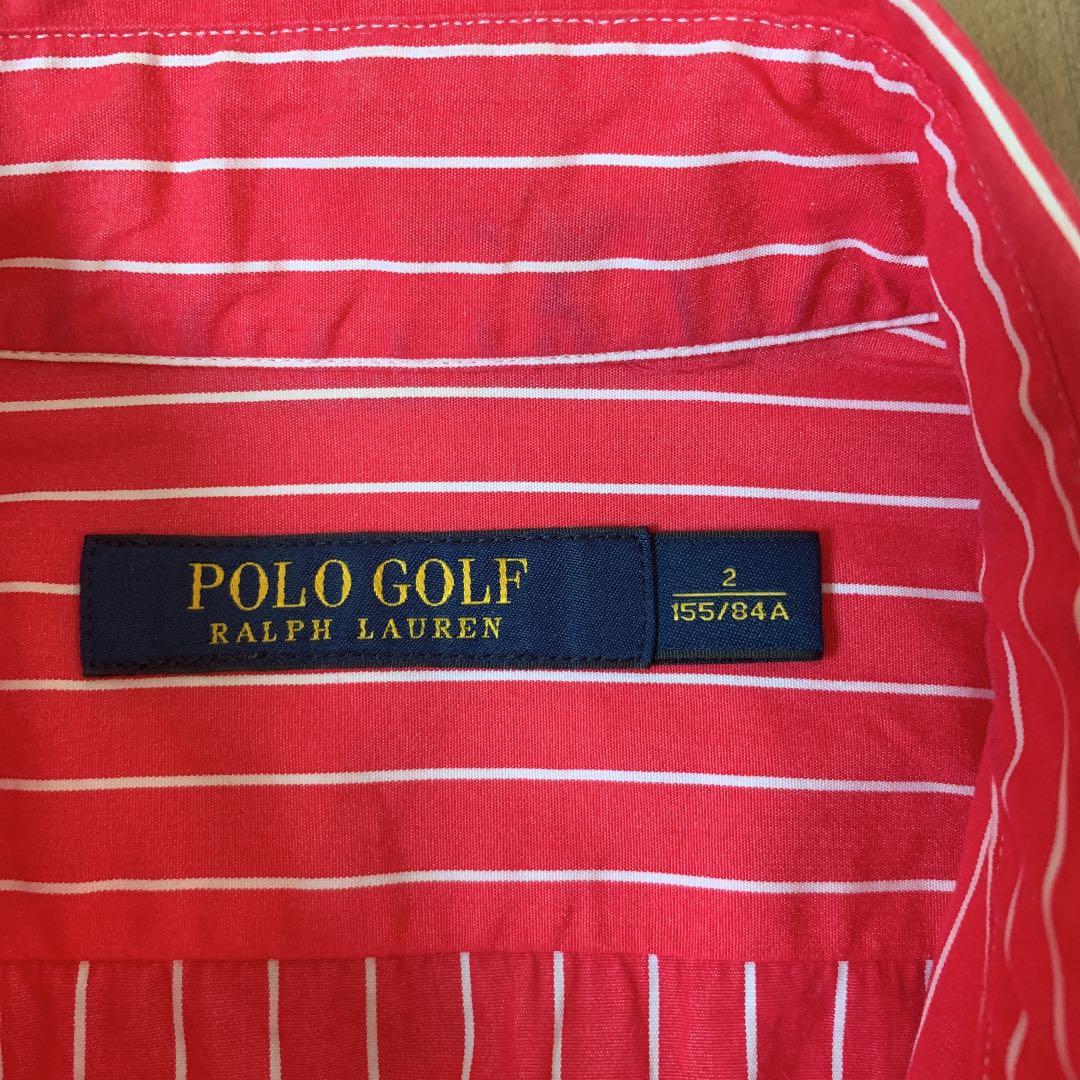 POLO GOLF
RALPH LAUREN
2
155/84A